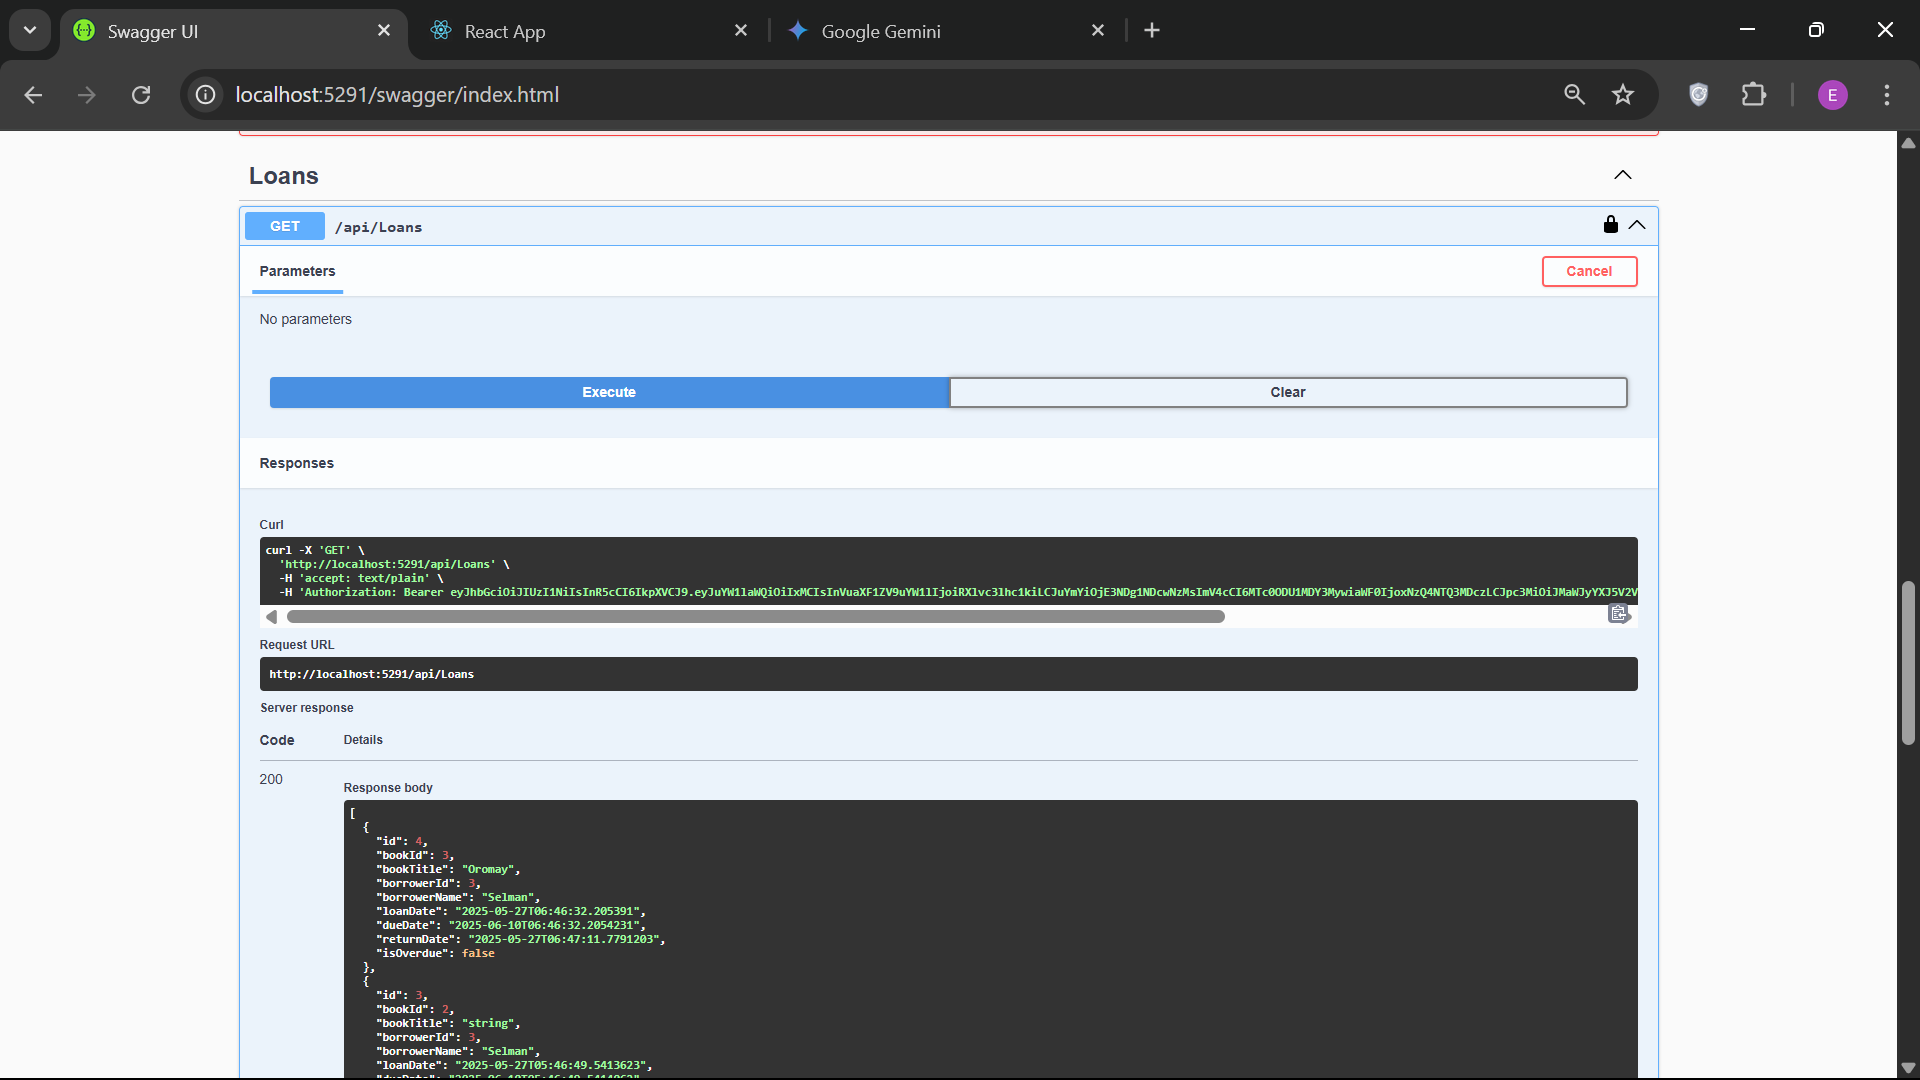 Swagger UI
React App
Google Gemini
localhost:5291/swagger/index.html
E
Loans
GET /api/Loans
Parameters
Cancel
No parameters
Execute
Clear
Responses
Curl
curl -X 'GET' \
'http://localhost:5291/api/Loans' \
-H 'accept: text/plain' \
Request URL
http://localhost:5291/api/Loans
Server response
Code Details
200
Response body
[
{
"id": 4,
"bookId": 3,
"bookTitle": "Oromay",
"borrowerId": 3,
"borrowerName": "Selman",
"loanDate": "2025-05-27T06:46:32.205391",
"dueDate": "2025-06-10T06:46:32.2054231",
"returnDate": "2025-05-27T06:47:11.7791203",
"isOverdue": false
},
{
"id": 3,
"bookId": 2,
"bookTitle": "string",
"borrowerId": 3,
"borrowerName": "Selman",
"loanDate": "2025-05-27T05:46:49.5413623",